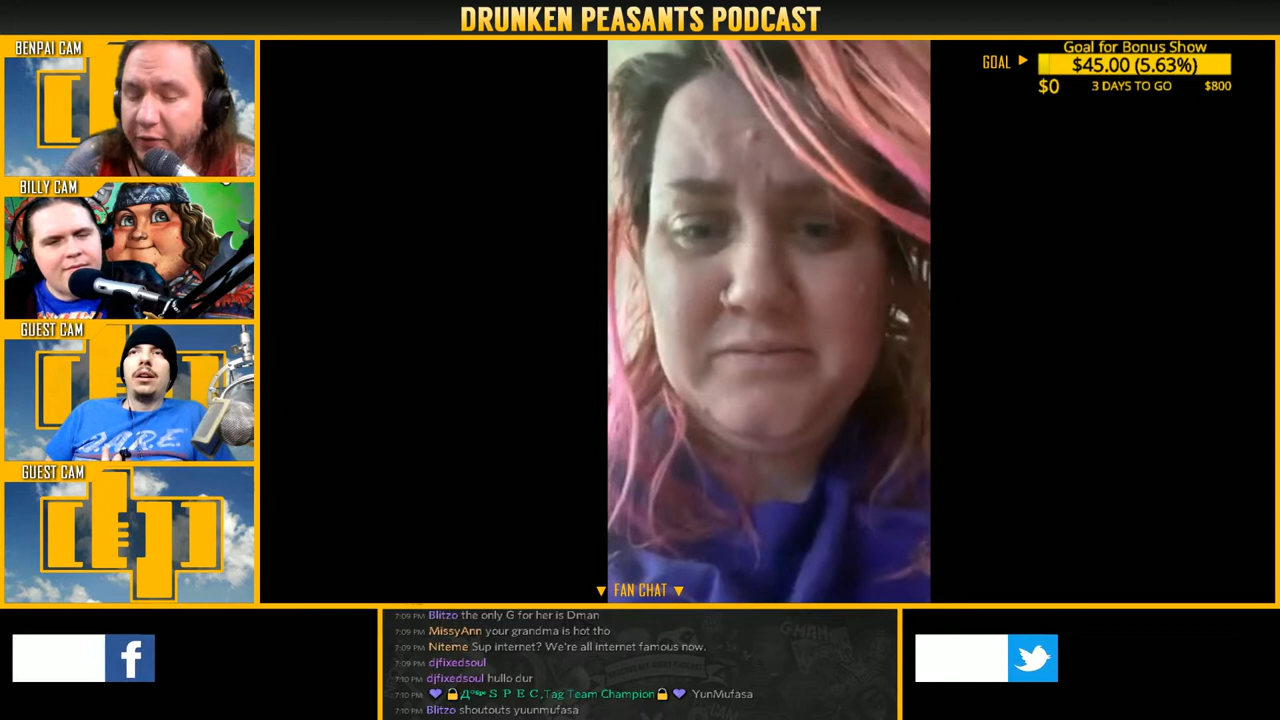 DRUNKEN PEASANTS PODCAST
BENPAI CAM
BILLY CAM
GUEST CAM
D.A.R.E.
GUEST CAM
GOAL ▶
Goal for Bonus Show
$45.00 (5.63%)
$0 3 DAYS TO GO $800
▼ FAN CHAT ▼
7:09 PM Blitzo the only G for her is Dman
7:09 PM MissyAnn your grandma is hot tho
7:09 PM Niteme Sup internet? We're all internet famous now.
7:09 PM djfixedsoul
7:10 PM djfixedsoul hullo dur
7:10 PM S P E C ,Tag Team Champion YunMufasa
7:10 PM Blitzo shoutouts yuunmufasa
f